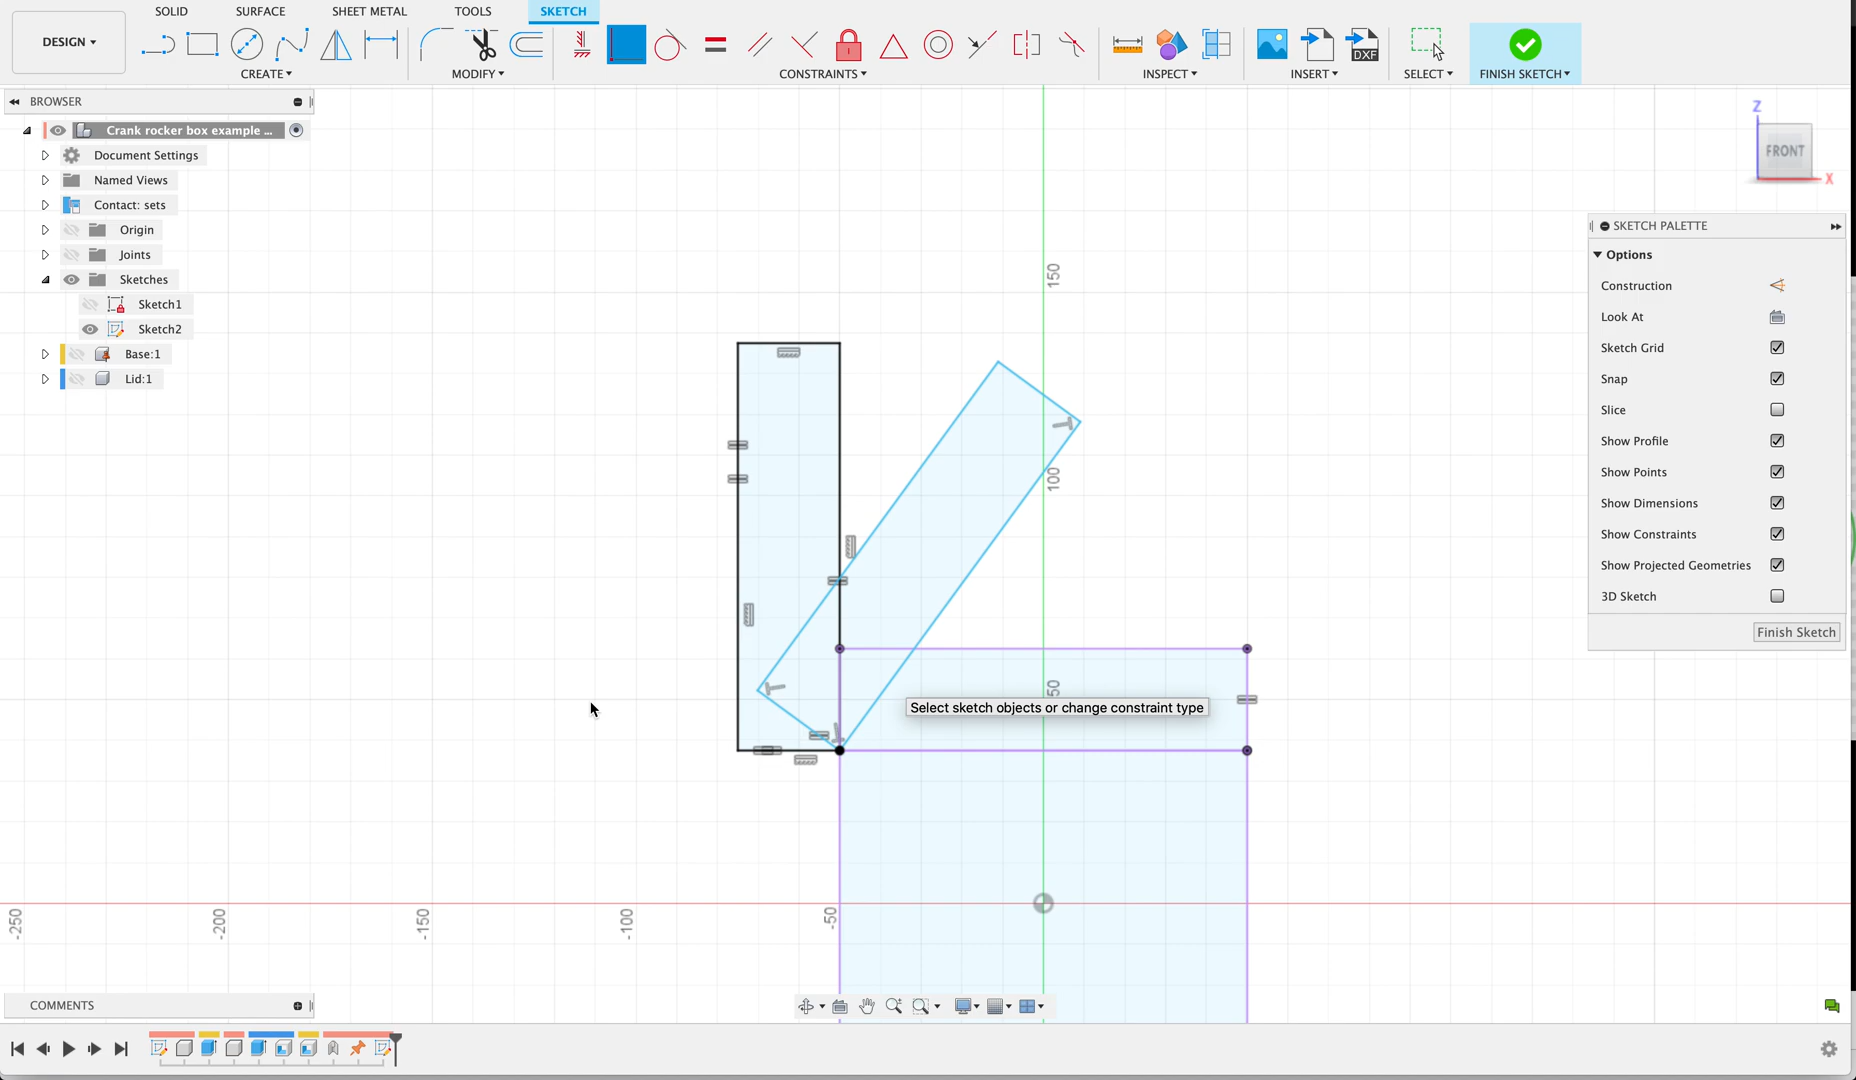 SOLID SURFACE SHEET METAL TOOLS SKETCH
DESIGN ▾
CREATE ▾ MODIFY ▾ CONSTRAINTS ▾ INSPECT ▾ INSERT ▾ SELECT ▾ FINISH SKETCH ▾
DXF
BROWSER
Crank rocker box example ...
Document Settings
Named Views
Contact: sets
Origin
Joints
Sketches
Sketch1
Sketch2
Base:1
Lid:1
Z
FRONT
X
SKETCH PALETTE
Options
Construction
Look At
Sketch Grid
Snap
Slice
Show Profile
Show Points
Show Dimensions
Show Constraints
Show Projected Geometries
3D Sketch
Finish Sketch
150
100
50
Select sketch objects or change constraint type
-250 -200 -150 -100 -50
COMMENTS